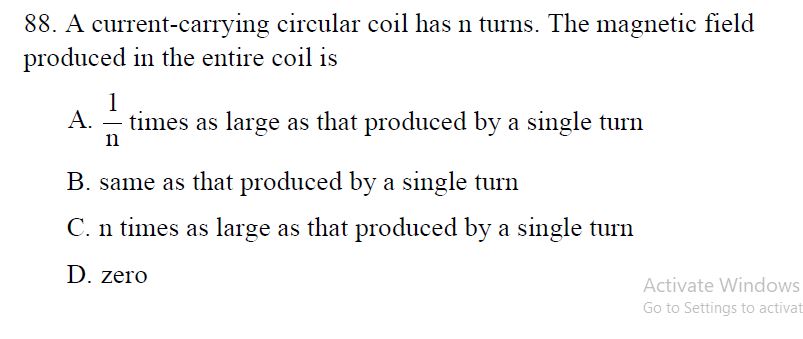 88. A current-carrying circular coil has n turns. The magnetic field
produced in the entire coil is
A. 1/n times as large as that produced by a single turn
B. same as that produced by a single turn
C. n times as large as that produced by a single turn
D. zero
Activate Windows
Go to Settings to activat